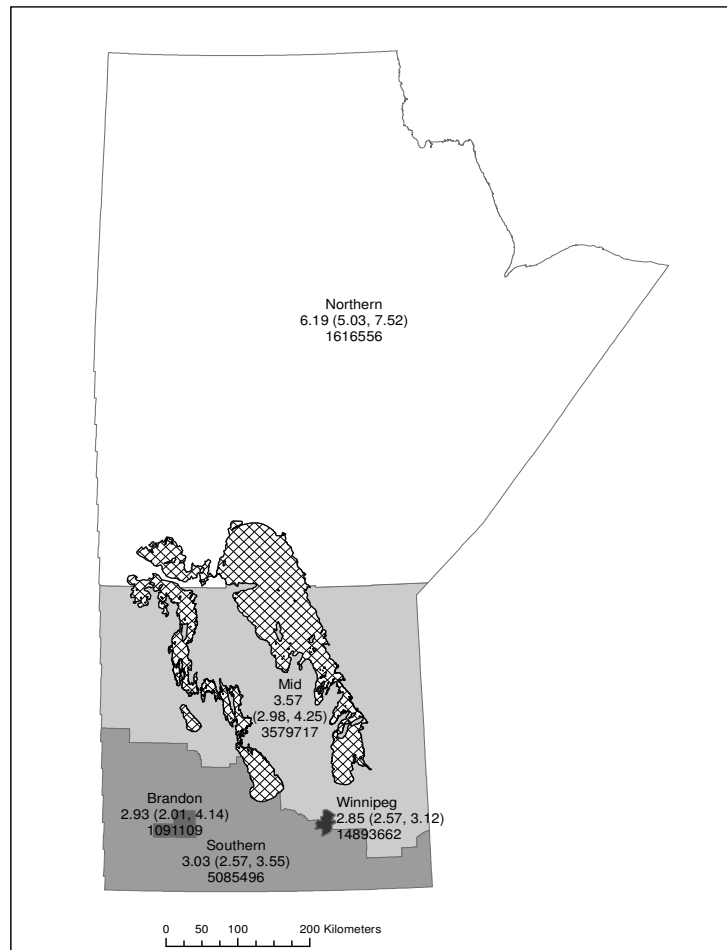 Northern
6.19 (5.03, 7.52)
1616556
Mid
3.57
(2.98, 4.25)
3579717
Brandon
2.93 (2.01, 4.14)
1091109
Winnipeg
2.85 (2.57, 3.12)
14893662
Southern
3.03 (2.57, 3.55)
5085496
0 50 100 200 Kilometers